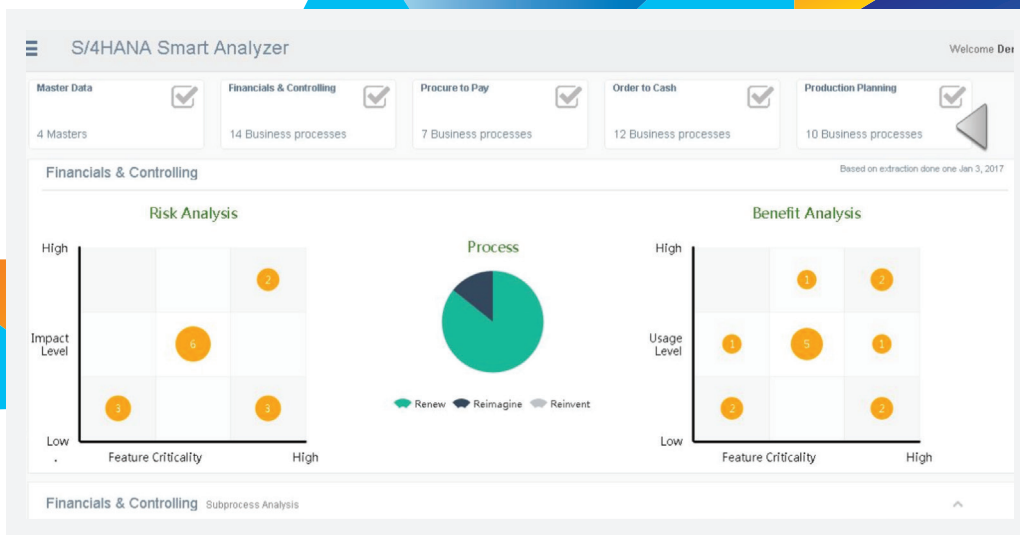 S/4HANA Smart Analyzer
Welcome Der
Master Data
4 Masters
Financials & Controlling
14 Business processes
Procure to Pay
7 Business processes
Order to Cash
12 Business processes
Production Planning
10 Business processes
Financials & Controlling
Based on extraction done one Jan 3, 2017
Risk Analysis
High
2
Impact
Level
6
3
3
Low
.
Feature Criticality
High
Process
Renew
Reimagine
Reinvent
Benefit Analysis
High
1
2
Usage
Level
1
5
1
2
2
Low
Feature Criticality
High
Financials & Controlling
Subprocess Analysis